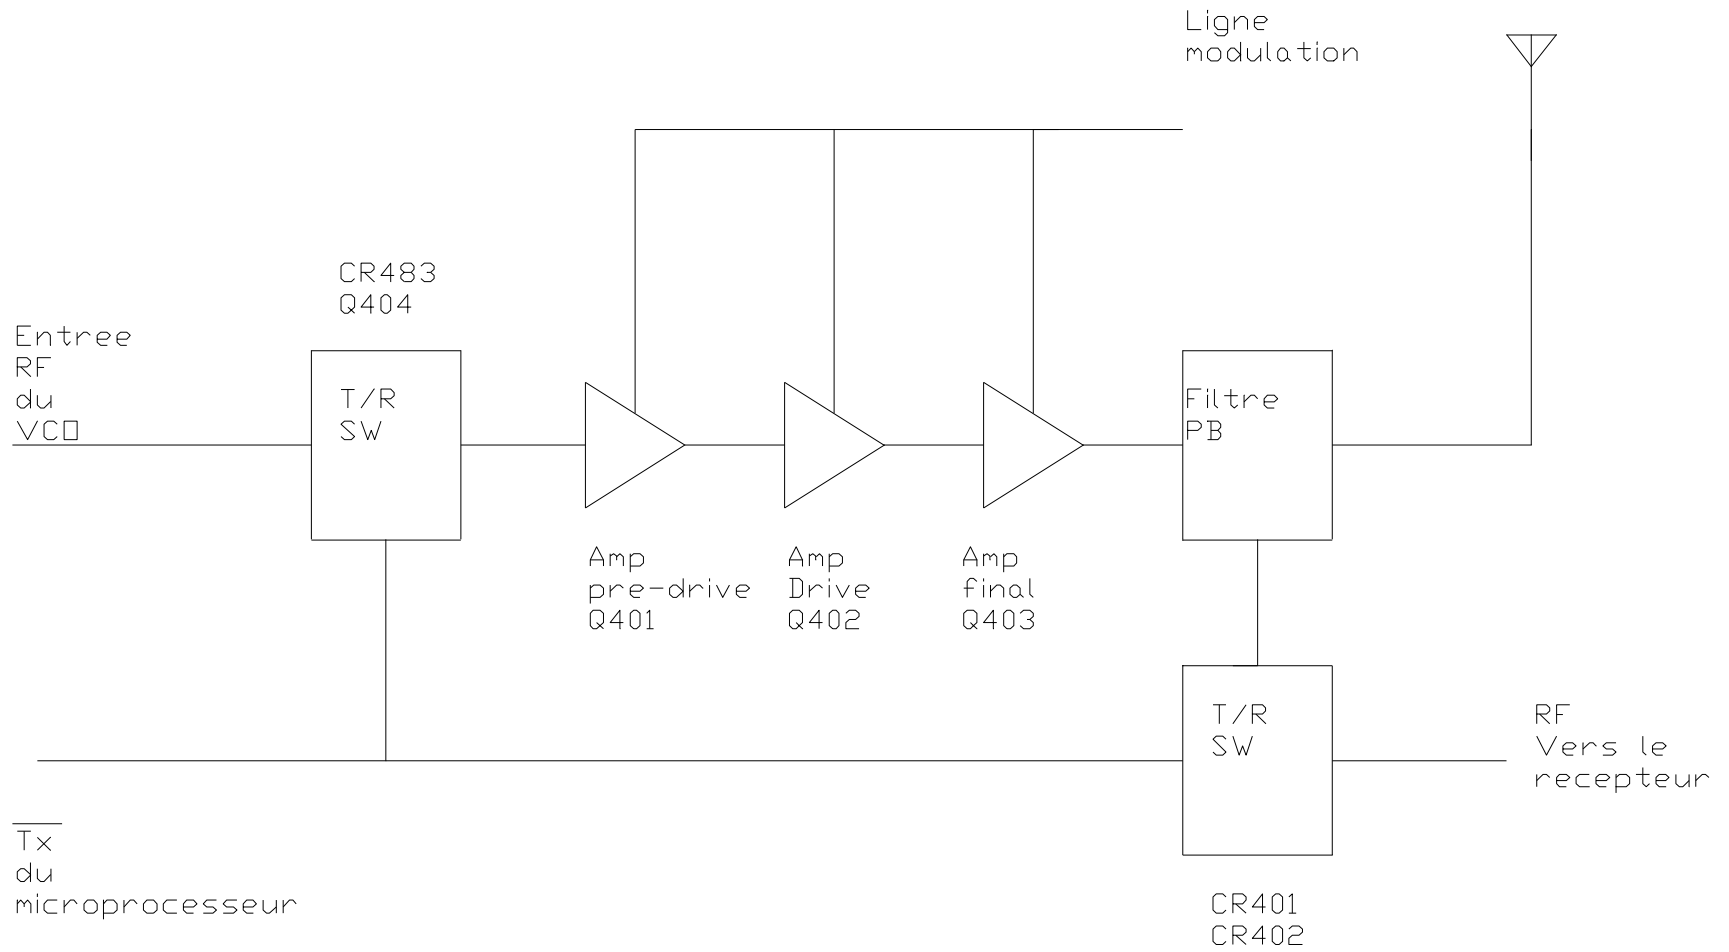 Ligne
modulation
CR483
Q404
Entree
RF
du
VCO
T/R
SW
Filtre
PB
Amp
pre-drive
Q401
Amp
Drive
Q402
Amp
final
Q403
T/R
SW
RF
Vers le
recepteur
Tx
du
microprocesseur
CR401
CR402